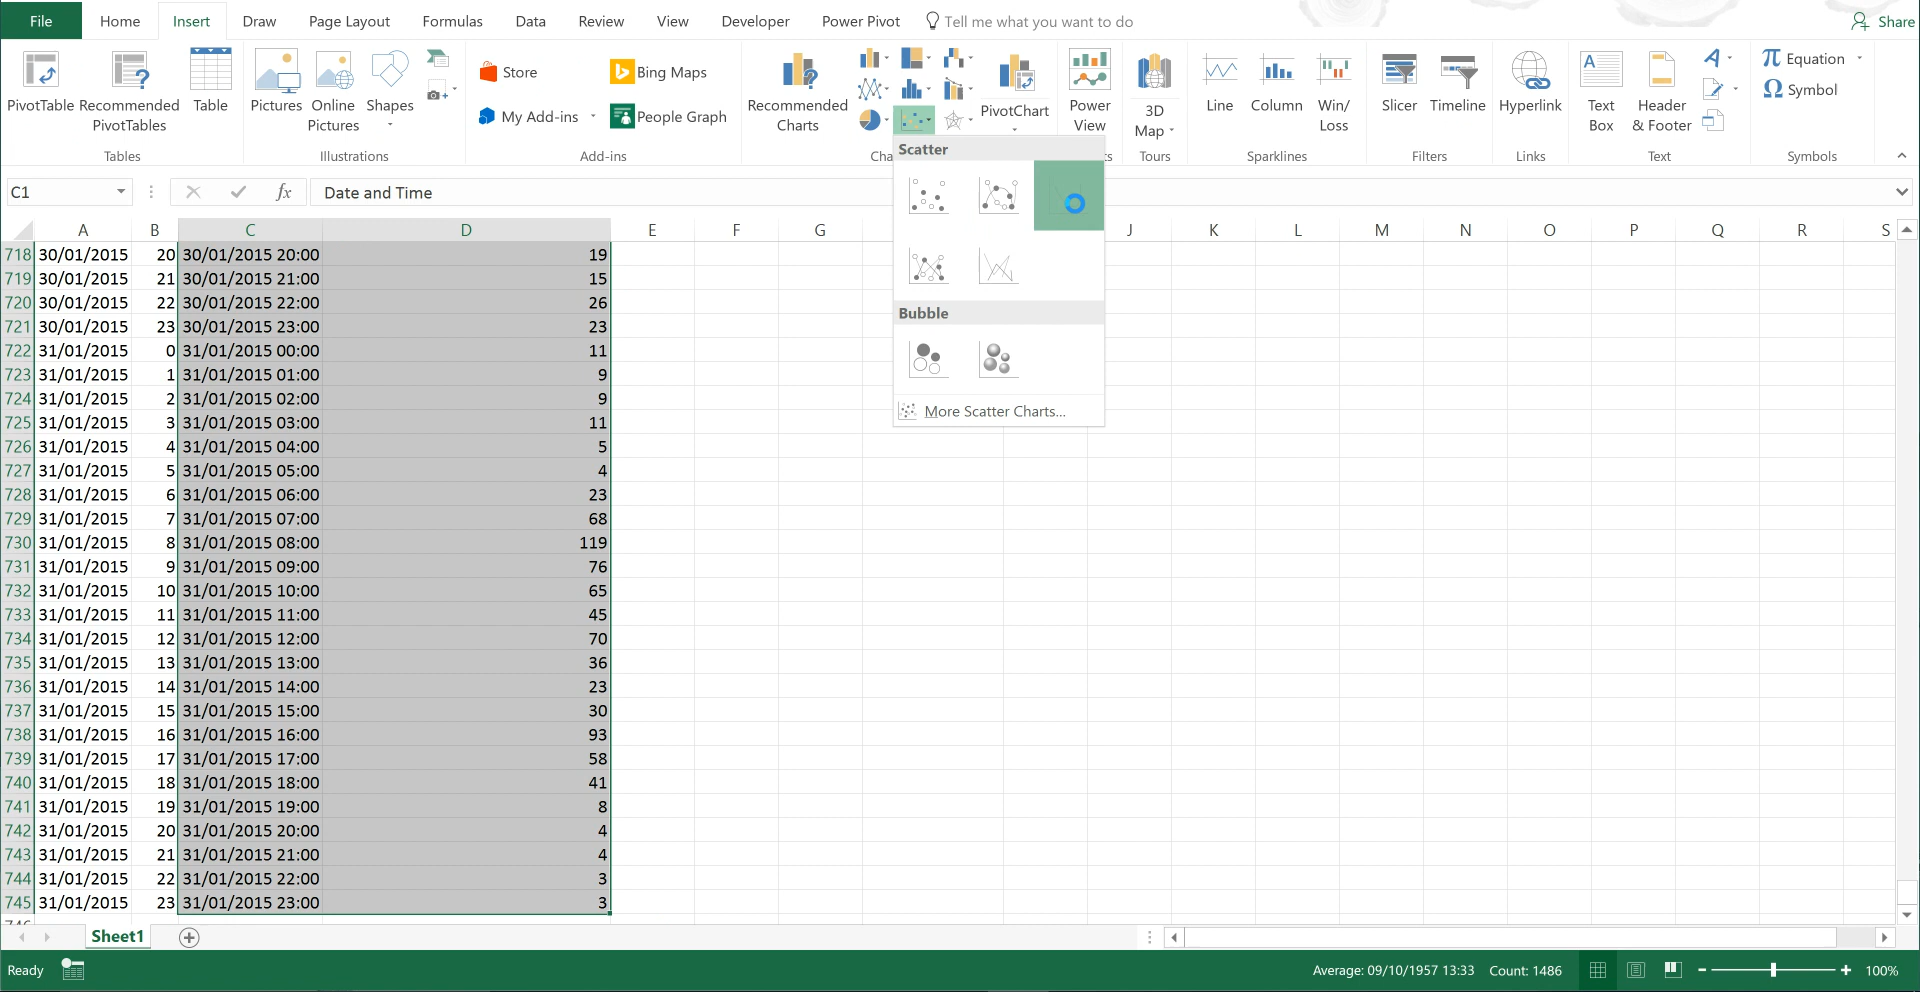 File Home Insert Draw Page Layout Formulas Data Review View Developer Power Pivot Tell me what you want to do Share
PivotTable Recommended PivotTables Table
Tables
Pictures Online Pictures Shapes
Illustrations
Store
My Add-ins
Bing Maps
People Graph
Add-ins
Recommended Charts
PivotChart
Cha
Power View
ts
3D Map
Tours
Line Column Win/ Loss
Sparklines
Slicer Timeline
Filters
Hyperlink
Links
Text Box Header & Footer
Text
Equation
Symbol
Symbols
C1 fx Date and Time
Scatter
Bubble
More Scatter Charts...
A B C D E F G J K L M N O P Q R S
718 30/01/2015 20 30/01/2015 20:00 19
719 30/01/2015 21 30/01/2015 21:00 15
720 30/01/2015 22 30/01/2015 22:00 26
721 30/01/2015 23 30/01/2015 23:00 23
722 31/01/2015 0 31/01/2015 00:00 11
723 31/01/2015 1 31/01/2015 01:00 9
724 31/01/2015 2 31/01/2015 02:00 9
725 31/01/2015 3 31/01/2015 03:00 11
726 31/01/2015 4 31/01/2015 04:00 5
727 31/01/2015 5 31/01/2015 05:00 4
728 31/01/2015 6 31/01/2015 06:00 23
729 31/01/2015 7 31/01/2015 07:00 68
730 31/01/2015 8 31/01/2015 08:00 119
731 31/01/2015 9 31/01/2015 09:00 76
732 31/01/2015 10 31/01/2015 10:00 65
733 31/01/2015 11 31/01/2015 11:00 45
734 31/01/2015 12 31/01/2015 12:00 70
735 31/01/2015 13 31/01/2015 13:00 36
736 31/01/2015 14 31/01/2015 14:00 23
737 31/01/2015 15 31/01/2015 15:00 30
738 31/01/2015 16 31/01/2015 16:00 93
739 31/01/2015 17 31/01/2015 17:00 58
740 31/01/2015 18 31/01/2015 18:00 41
741 31/01/2015 19 31/01/2015 19:00 8
742 31/01/2015 20 31/01/2015 20:00 4
743 31/01/2015 21 31/01/2015 21:00 4
744 31/01/2015 22 31/01/2015 22:00 3
745 31/01/2015 23 31/01/2015 23:00 3
Sheet1
Ready Average: 09/10/1957 13:33 Count: 1486 100%